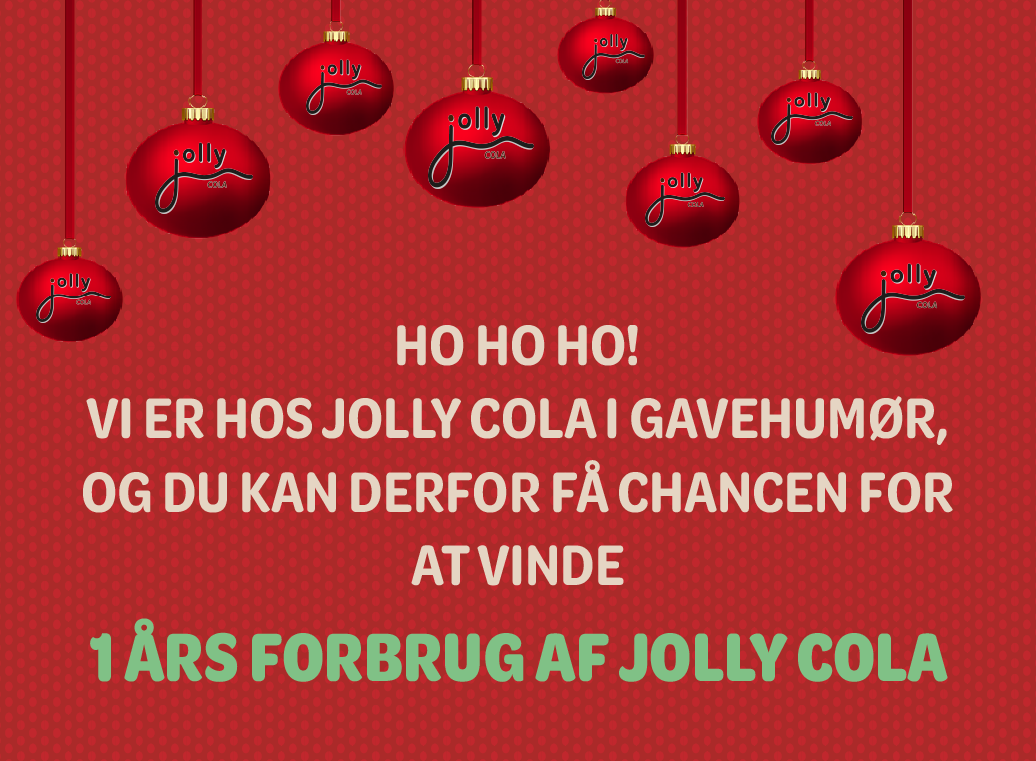 jolly
COLA
jolly
COLA
jolly
COLA
jolly
COLA
jolly
COLA
jolly
COLA
jolly
COLA
jolly
COLA
HO HO HO!
VI ER HOS JOLLY COLA I GAVEHUMØR,
OG DU KAN DERFOR FÅ CHANCEN FOR
AT VINDE
1 ÅRS FORBRUG AF JOLLY COLA